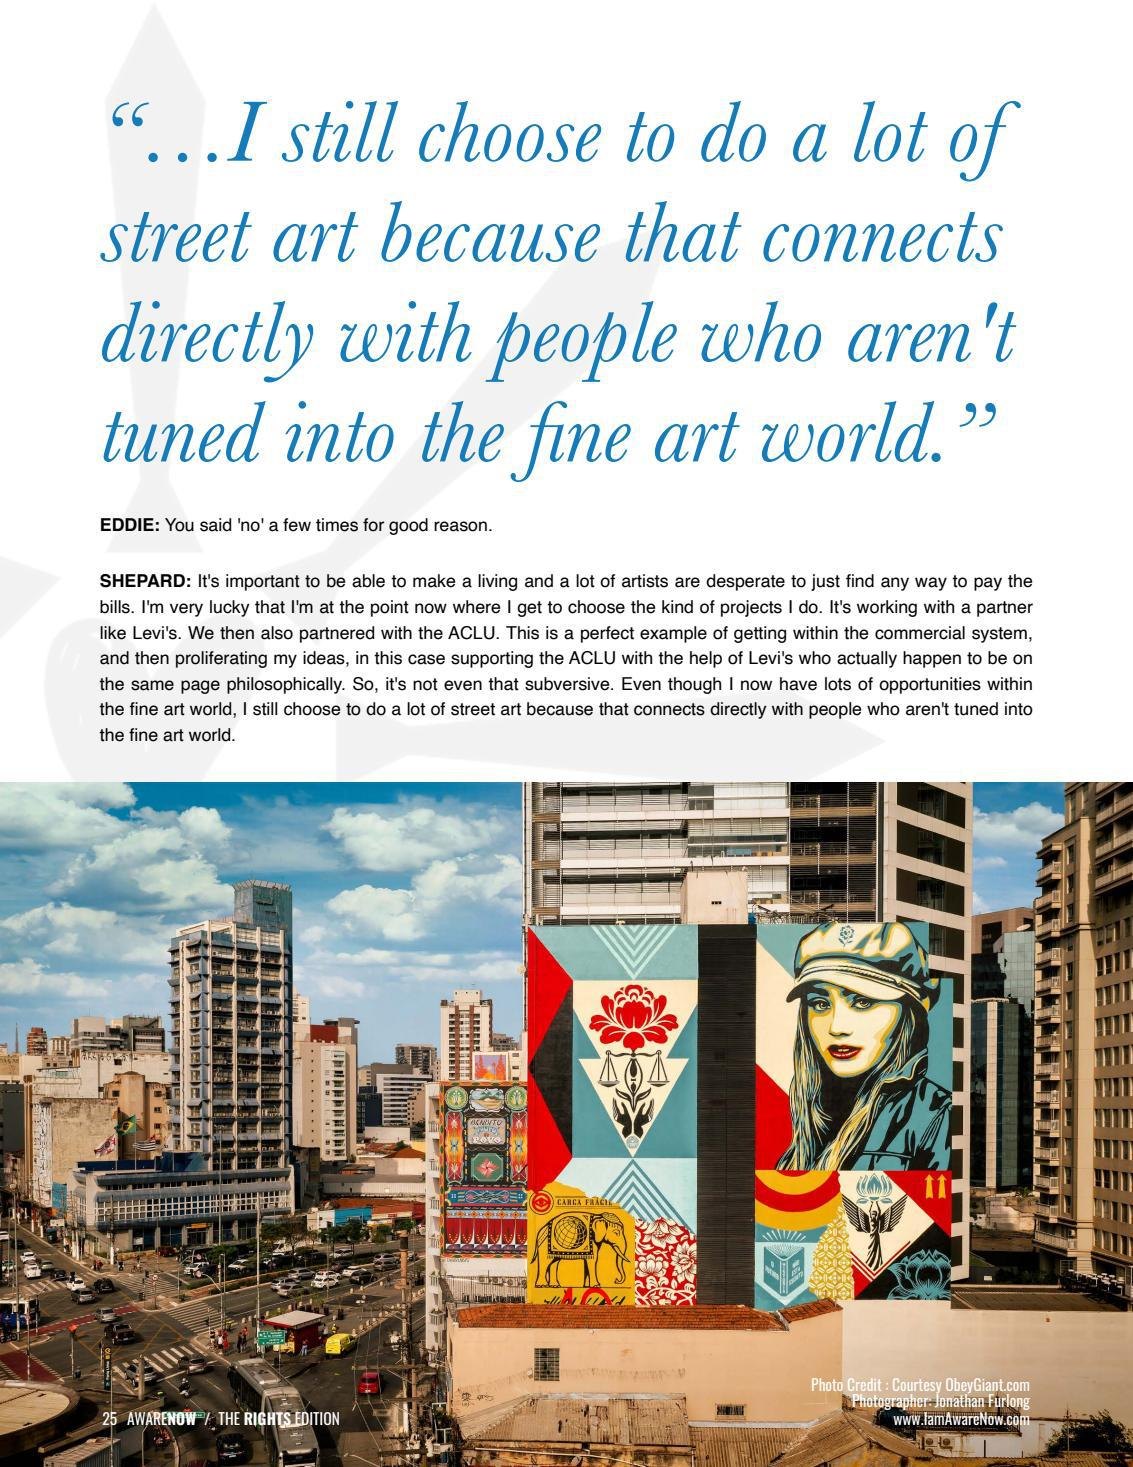 “…I still choose to do a lot of
street art because that connects
directly with people who aren't
tuned into the fine art world.”
EDDIE: You said 'no' a few times for good reason.
SHEPARD: It's important to be able to make a living and a lot of artists are desperate to just find any way to pay the
bills. I'm very lucky that I'm at the point now where I get to choose the kind of projects I do. It's working with a partner
like Levi's. We then also partnered with the ACLU. This is a perfect example of getting within the commercial system,
and then proliferating my ideas, in this case supporting the ACLU with the help of Levi's who actually happen to be on
the same page philosophically. So, it's not even that subversive. Even though I now have lots of opportunities within
the fine art world, I still choose to do a lot of street art because that connects directly with people who aren't tuned into
the fine art world.
BENDITO
POVO
CARGA FRAGIL
Photo Credit : Courtesy ObeyGiant.com
Photographer: Jonathan Furlong
www.IamAwareNow.com
25 AWARENOW / THE RIGHTS EDITION